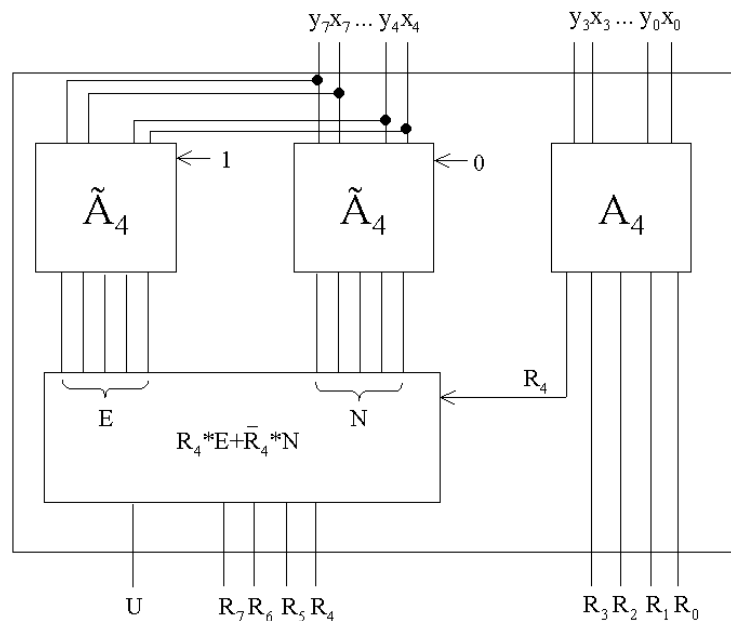 y₇x₇ ... y₄x₄ y₃x₃ ... y₀x₀
1 0
Ã₄ Ã₄ A₄
R₄
E N
R₄*E+R̄₄*N
U R₇ R₆ R₅ R₄ R₃ R₂ R₁ R₀